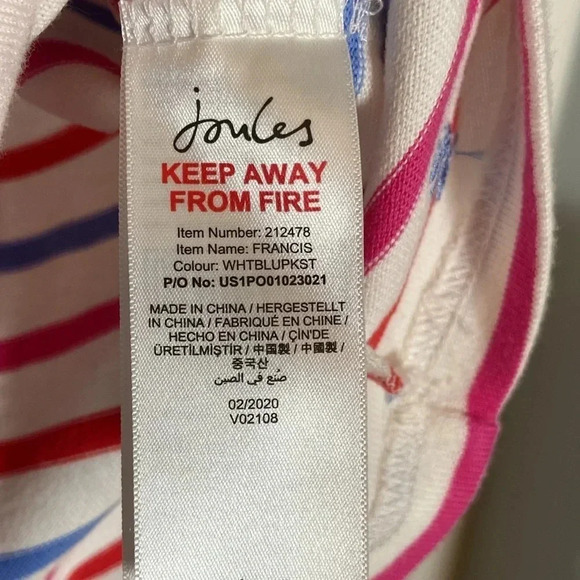 Joules
KEEP AWAY
FROM FIRE
Item Number: 212478
Item Name: FRANCIS
Colour: WHTBLUPKST
P/O No: US1PO01023021
MADE IN CHINA / HERGESTELLT
IN CHINA / FABRIQUÉ EN CHINE /
HECHO EN CHINA / ÇİN'DE
ÜRETİLMİŞTİR / 中国製 / 中國製 /
중국산
صُنع في الصين
02/2020
V02108